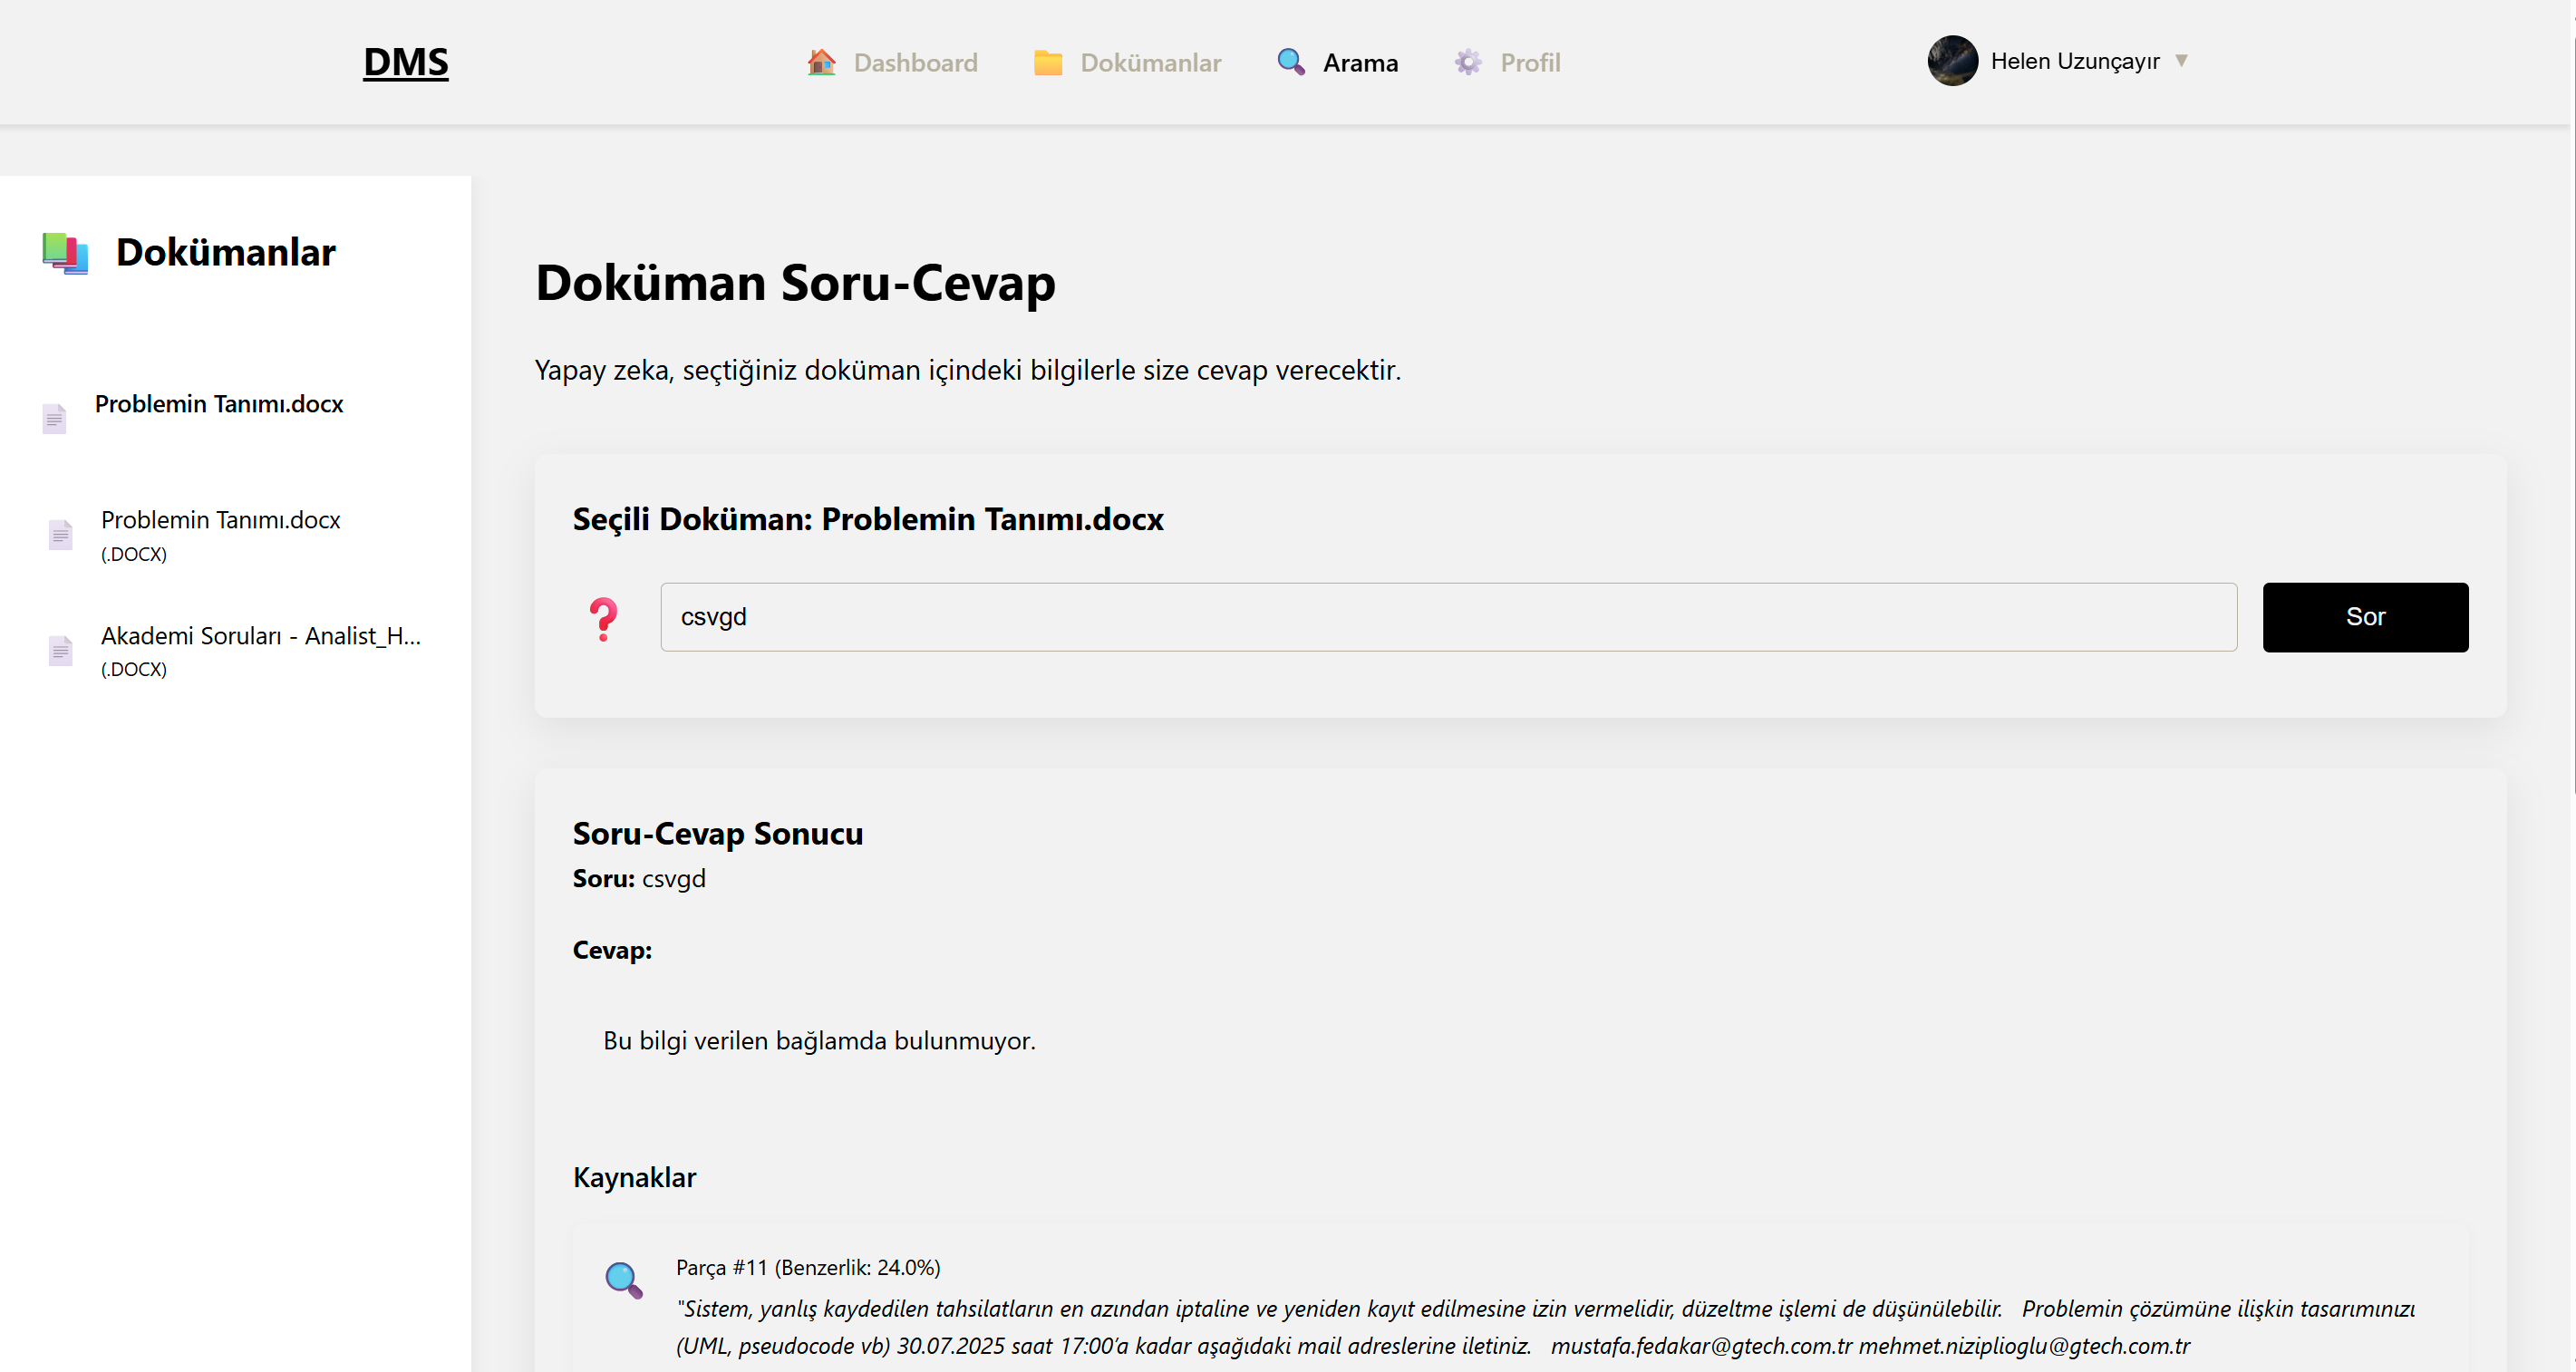 DMS
Dashboard
Dokümanlar
Arama
Profil
Helen Uzunçayır
Dokümanlar
Problemin Tanımı.docx
Problemin Tanımı.docx
(.DOCX)
Akademi Soruları - Analist_H...
(.DOCX)
Doküman Soru-Cevap
Yapay zeka, seçtiğiniz doküman içindeki bilgilerle size cevap verecektir.
Seçili Doküman: Problemin Tanımı.docx
csvgd
Sor
Soru-Cevap Sonucu
Soru: csvgd
Cevap:
Bu bilgi verilen bağlamda bulunmuyor.
Kaynaklar
Parça #11 (Benzerlik: 24.0%)
"Sistem, yanlış kaydedilen tahsilatların en azından iptaline ve yeniden kayıt edilmesine izin vermelidir, düzeltme işlemi de düşünülebilir. Problemin çözümüne ilişkin tasarımınızı
(UML, pseudocode vb) 30.07.2025 saat 17:00’a kadar aşağıdaki mail adreslerine iletiniz. mustafa.fedakar@gtech.com.tr mehmet.niziplioglu@gtech.com.tr